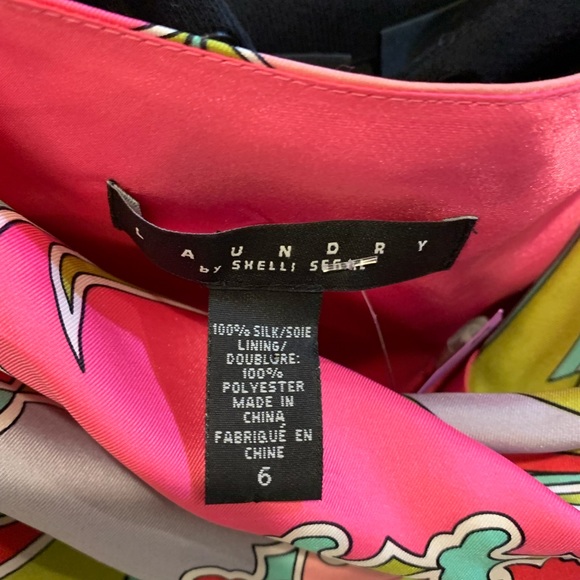 LAUNDRY
by SHELLI SEGAL
100% SILK/SOIE
LINING/
DOUBLURE:
100%
POLYESTER
MADE IN
CHINA
FABRIQUÉ EN
CHINE
6